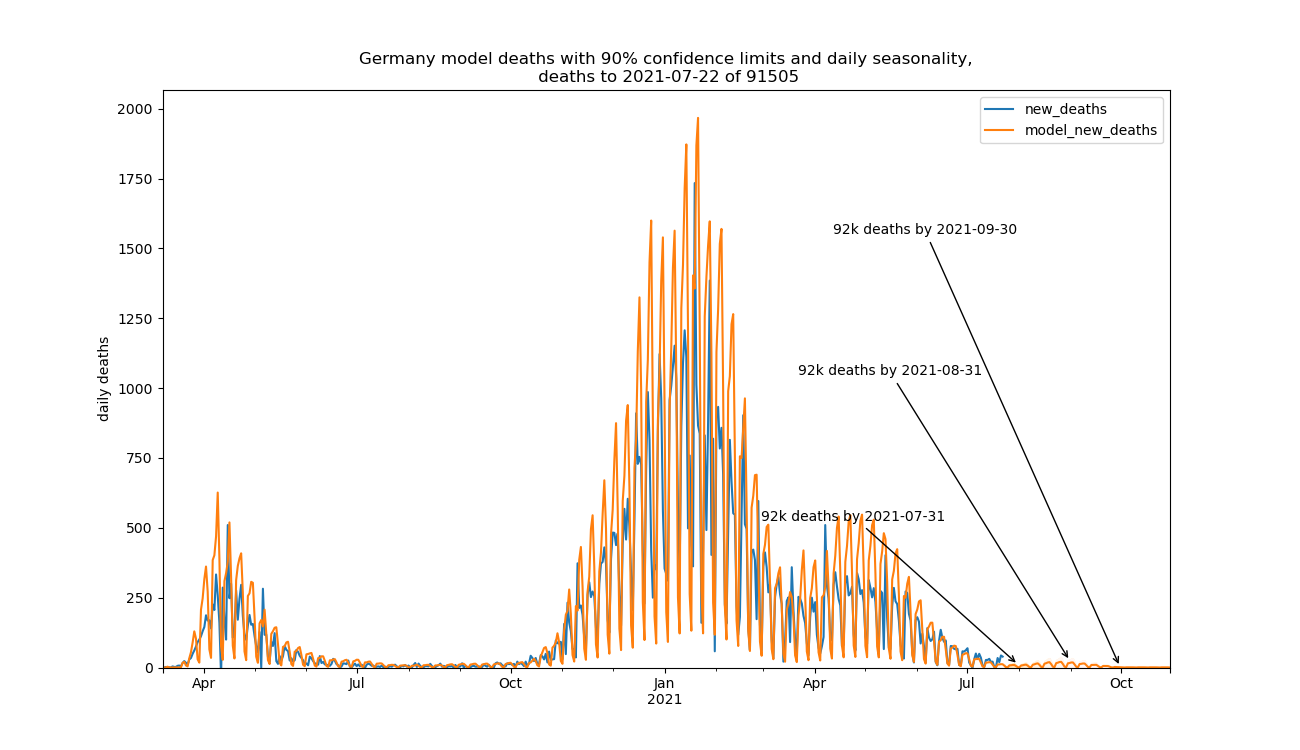 Germany model deaths with 90% confidence limits and daily seasonality,
deaths to 2021-07-22 of 91505
new_deaths
model_new_deaths
daily deaths
2000
1750
1500
1250
1000
750
500
250
0
92k deaths by 2021-09-30
92k deaths by 2021-08-31
92k deaths by 2021-07-31
Apr
Jul
Oct
Jan
2021
Apr
Jul
Oct